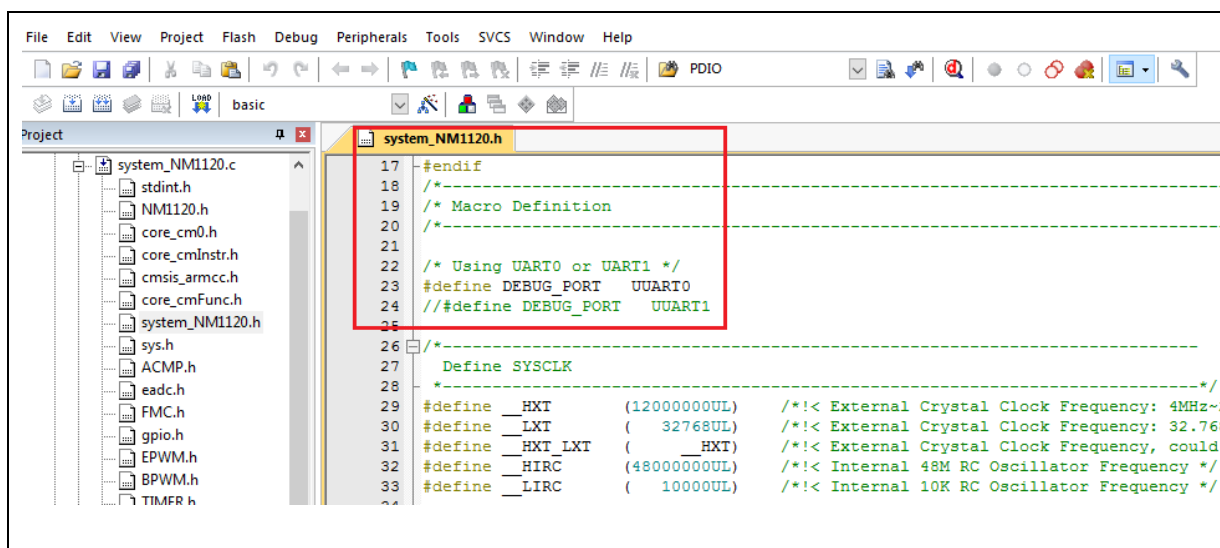 File Edit View Project Flash Debug Peripherals Tools SVCS Window Help
PDIO
LOAD
basic
Project
system_NM1120.c
stdint.h
NM1120.h
core_cm0.h
core_cmInstr.h
cmsis_armcc.h
core_cmFunc.h
system_NM1120.h
sys.h
ACMP.h
eadc.h
FMC.h
gpio.h
EPWM.h
BPWM.h
TIMER.h
system_NM1120.h
17 #endif
18 /*---------------------------------------------------------------------------
19 /* Macro Definition
20 /*---------------------------------------------------------------------------
21
22 /* Using UART0 or UART1 */
23 #define DEBUG_PORT   UUART0
24 //#define DEBUG_PORT   UUART1
25
26 /*---------------------------------------------------------------------------
27   Define SYSCLK
28  *---------------------------------------------------------------------------*/
29 #define __HXT       (12000000UL)    /*!< External Crystal Clock Frequency: 4MHz~
30 #define __LXT       (   32768UL)    /*!< External Crystal Clock Frequency: 32.768
31 #define __HXT_LXT   (     __HXT)    /*!< External Crystal Clock Frequency, could
32 #define __HIRC      (48000000UL)    /*!< Internal 48M RC Oscillator Frequency */
33 #define __LIRC      (   10000UL)    /*!< Internal 10K RC Oscillator Frequency */